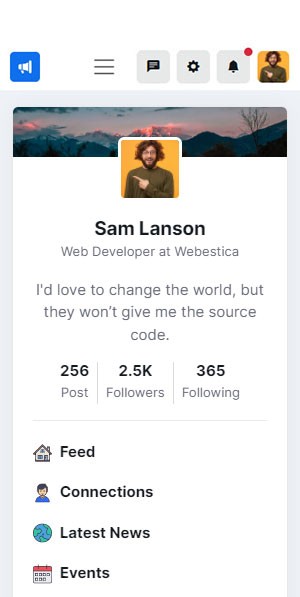 Sam Lanson
Web Developer at Webestica
I'd love to change the world, but
they won’t give me the source
code.
256 2.5K 365
Post Followers Following
Feed
Connections
Latest News
Events